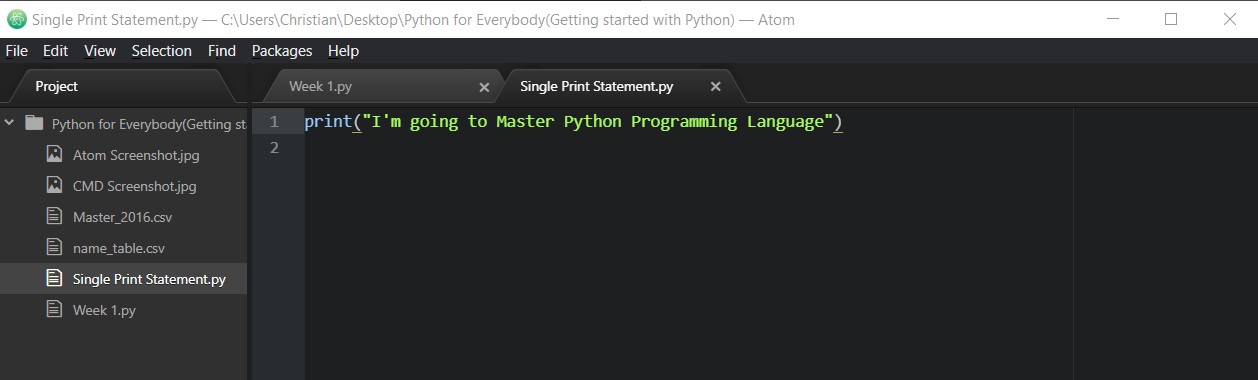 Single Print Statement.py — C:\Users\Christian\Desktop\Python for Everybody(Getting started with Python) — Atom
File Edit View Selection Find Packages Help
Project
Week 1.py
Single Print Statement.py
Python for Everybody(Getting st
Atom Screenshot.jpg
CMD Screenshot.jpg
Master_2016.csv
name_table.csv
Single Print Statement.py
Week 1.py
1 print("I'm going to Master Python Programming Language")
2